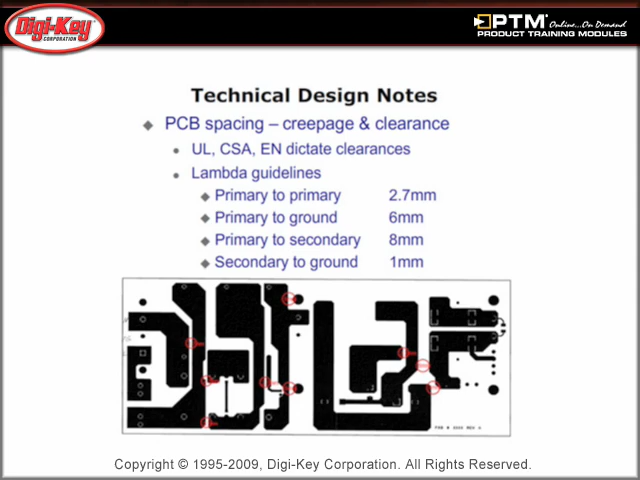 Digi-Key
CORPORATION
PTM Online...On Demand
PRODUCT TRAINING MODULES
Technical Design Notes
PCB spacing – creepage & clearance
UL, CSA, EN dictate clearances
Lambda guidelines
Primary to primary 2.7mm
Primary to ground 6mm
Primary to secondary 8mm
Secondary to ground 1mm
Copyright © 1995-2009, Digi-Key Corporation. All Rights Reserved.